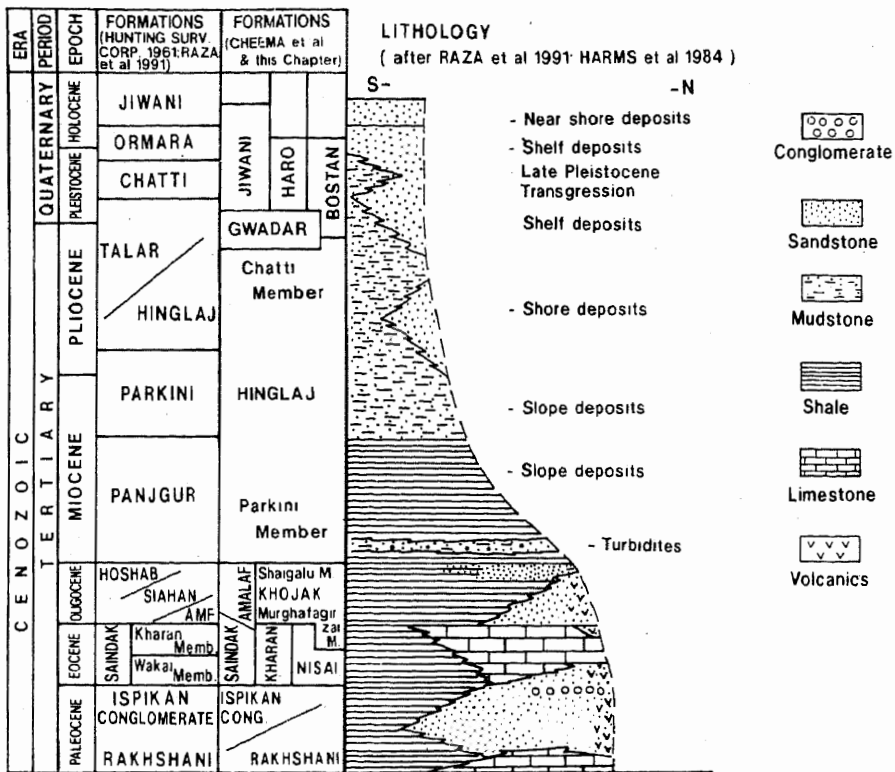 ERA
PERIOD
EPOCH
FORMATIONS
(HUNTING SURV.
CORP. 1961:RAZA
et al 1991)
FORMATIONS
(CHEEMA et al
& this Chapter)
LITHOLOGY
( after RAZA et al 1991· HARMS et al 1984 )
S-
-N
CENOZOIC
QUATERNARY
TERTIARY
HOLOCENE
PLEISTOCENE
PLIOCENE
MIOCENE
OLIGOCENE
EOCENE
PALEOCENE
JIWANI
ORMARA
CHATTI
TALAR
HINGLAJ
PARKINI
PANJGUR
HOSHAB
SIAHAN
AMF
SAINDAK
Kharan
Memb.
Wakai
Memb.
ISPIKAN
CONGLOMERATE
RAKHSHANI
JIWANI
HARO
BOSTAN
GWADAR
Chatti
Member
HINGLAJ
Parkini
Member
AMALAF
Shaigalu M
KHOJAK
Murghafagir
zai
M.
SAINDAK
KHARAN
NISAI
ISPIKAN
CONG.
RAKHSHANI
- Near shore deposits
- Shelf deposits
Late Pleistocene
Transgression
Shelf deposits
- Shore deposits
- Slope deposits
- Slope deposits
- Turbidites
Conglomerate
Sandstone
Mudstone
Shale
Limestone
Volcanics